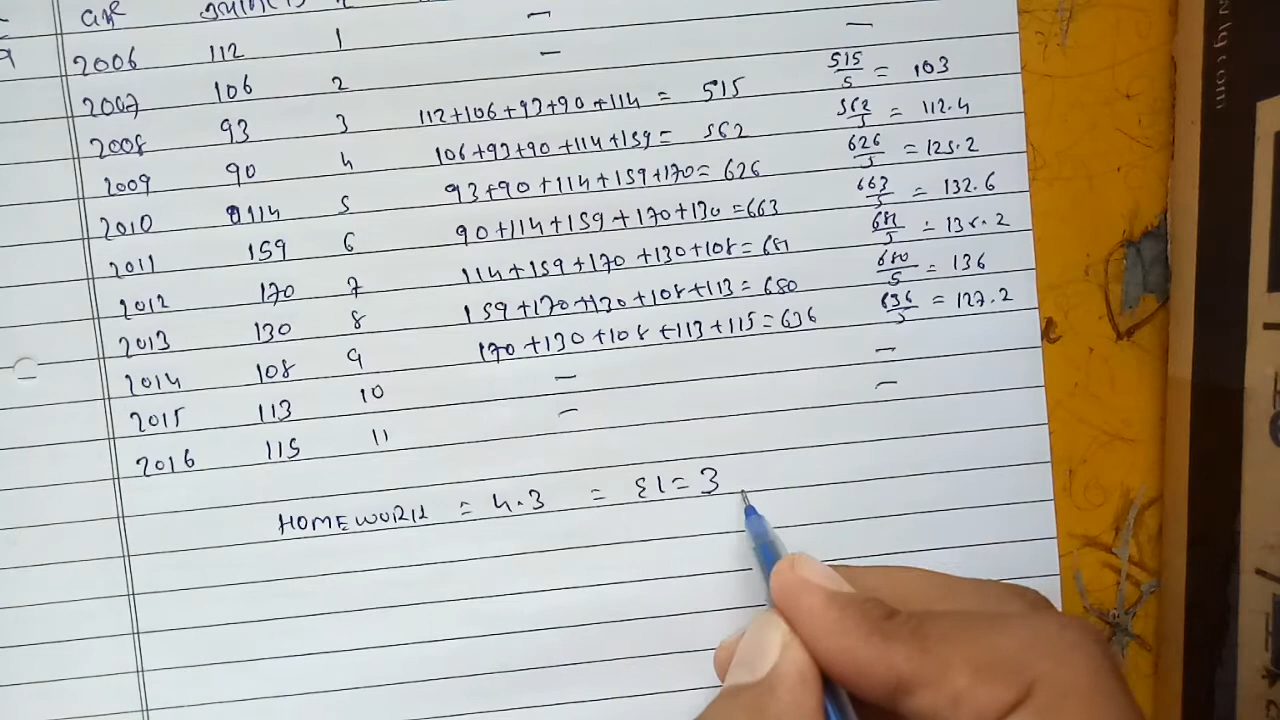 વર્ષ
2006 112 1 — —
2007 106 2 — —
2008 93 3 112+106+93+90+114 = 515 515/5 = 103
2009 90 4 106+93+90+114+159= 562 562/5 = 112.4
2010 114 5 93+90+114+159+170= 626 626/5 = 125.2
2011 159 6 90+114+159+170+130=663 663/5 = 132.6
2012 170 7 114+159+170+130+108=681 681/5 = 136.2
2013 130 8 159+170+130+108+113=680 680/5 = 136
2014 108 9 170+130+108+113+115=636 636/5 = 127.2
2015 113 10 — —
2016 115 11 — —
HOMEWORK = 4.3 = દા=3